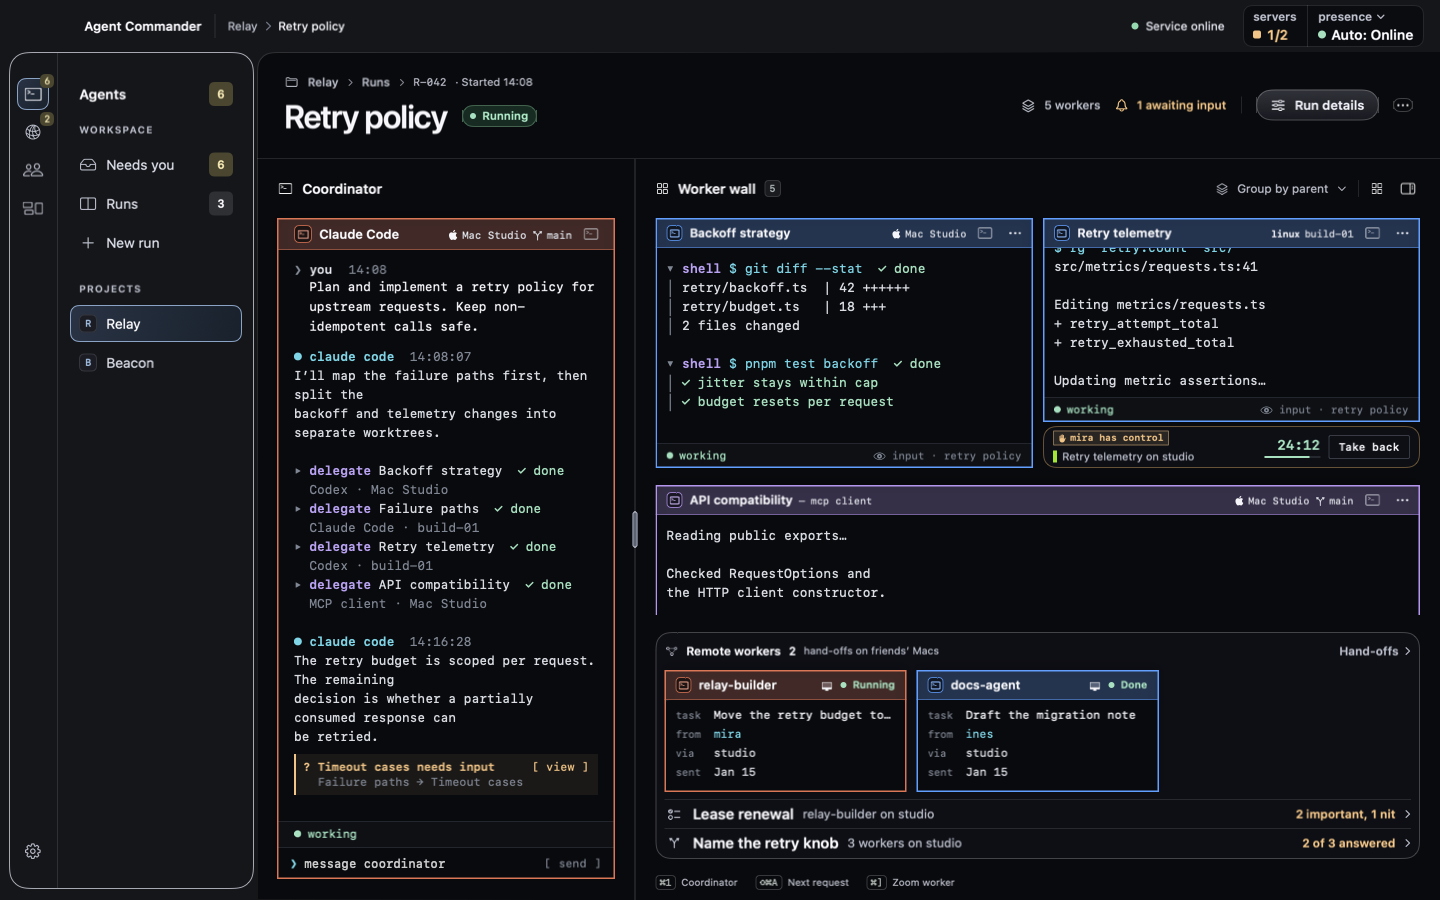 Agent Commander
Relay > Retry policy
Service online
servers
1/2
presence
Auto: Online
6
2
Agents 6
WORKSPACE
Needs you 6
Runs 3
New run
PROJECTS
R Relay
B Beacon
Relay > Runs > R-042 · Started 14:08
Retry policy
Running
5 workers
1 awaiting input
Run details
Coordinator
Claude Code
Mac Studio
main
❯ you 14:08
Plan and implement a retry policy for
upstream requests. Keep non-
idempotent calls safe.
● claude code 14:08:07
I'll map the failure paths first, then
split the
backoff and telemetry changes into
separate worktrees.
▸ delegate Backoff strategy ✓ done
Codex · Mac Studio
▸ delegate Failure paths ✓ done
Claude Code · build-01
▸ delegate Retry telemetry ✓ done
Codex · build-01
▸ delegate API compatibility ✓ done
MCP client · Mac Studio
● claude code 14:16:28
The retry budget is scoped per request.
The remaining
decision is whether a partially
consumed response can
be retried.
? Timeout cases needs input [ view ]
Failure paths → Timeout cases
● working
❯ message coordinator [ send ]
Worker wall 5
Group by parent
Backoff strategy
Mac Studio
▾ shell $ git diff --stat ✓ done
retry/backoff.ts | 42 ++++++
retry/budget.ts | 18 +++
2 files changed
▾ shell $ pnpm test backoff ✓ done
✓ jitter stays within cap
✓ budget resets per request
● working
input · retry policy
Retry telemetry
linux build-01
$ rg "retry.count" src/
src/metrics/requests.ts:41
Editing metrics/requests.ts
+ retry_attempt_total
+ retry_exhausted_total
Updating metric assertions…
● working
input · retry policy
mira has control
Retry telemetry on studio
24:12
Take back
API compatibility — mcp client
Mac Studio
main
Reading public exports…
Checked RequestOptions and
the HTTP client constructor.
Remote workers 2 hand-offs on friends' Macs
Hand-offs >
relay-builder
Running
task Move the retry budget to…
from mira
via studio
sent Jan 15
docs-agent
Done
task Draft the migration note
from ines
via studio
sent Jan 15
Lease renewal relay-builder on studio
2 important, 1 nit >
Name the retry knob 3 workers on studio
2 of 3 answered >
⌘1 Coordinator
⇧⌘A Next request
⌘] Zoom worker